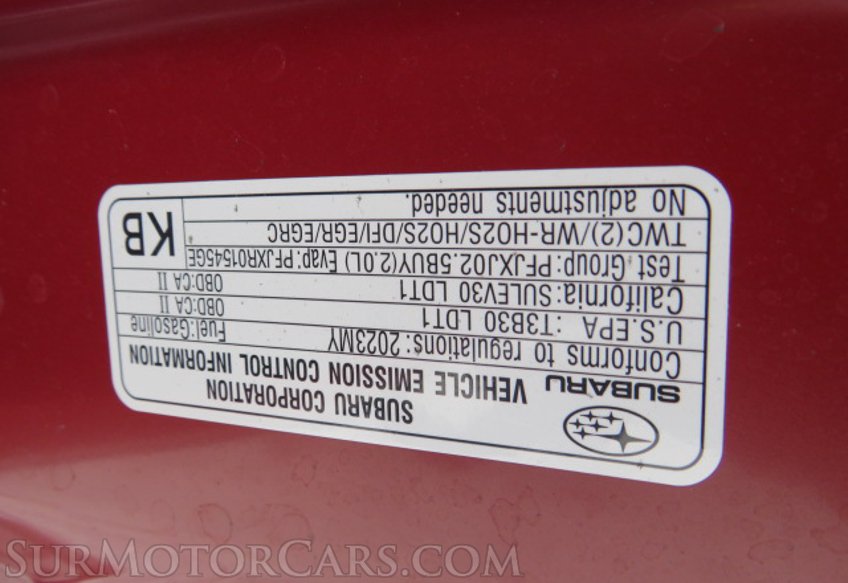 SUBARU CORPORATION
SUBARU VEHICLE EMISSION CONTROL INFORMATION
Conforms to regulations: 2023MY Fuel:Gasoline
U.S.EPA :T3B30 LDT1 OBD:CA II
California:SULEV30 LDT1 OBD:CA II
Test Group:PFJXJ02.5BUY(2.0L) Evap:PFJXR01545GE
TWC(2)/WR-HO2S/HO2S/DFI/EGR/EGRC
No adjustments needed.
KB
SurMotorCars.com